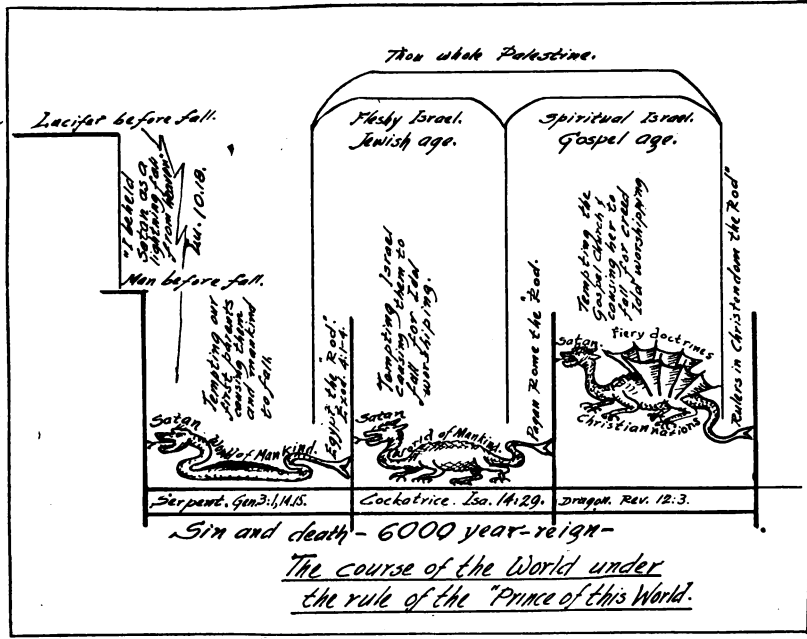 Thou whole Palestine.
Lucifer before fall.
Fleshy Israel.
Jewish age.
Spiritual Israel.
Gospel age.
"I beheld
Satan as a
lightning fall
from Heaven."
Lu. 10.18.
Man before fall.
Tempting our
first parents
causing them
and mankind
to fall.
Egypt, the "Rod."
Exod. 4:1-4.
Tempting Israel
causing them to
fall for Idol
worshiping.
Pagan Rome the "Rod."
Tempting the
Gospel Church &
causing her to
fall for creed
Idol worshipping
Rulers in Christendom the "Rod"
Satan
World of Mankind.
Satan
World of Mankind.
Satan
Fiery doctrines
Christian nations
Serpent. Gen 3:1,14.15.
Cockatrice. Isa. 14:29.
Dragon. Rev. 12:3.
Sin and death - 6000 year-reign-
The course of the World under
the rule of the "Prince of this World.